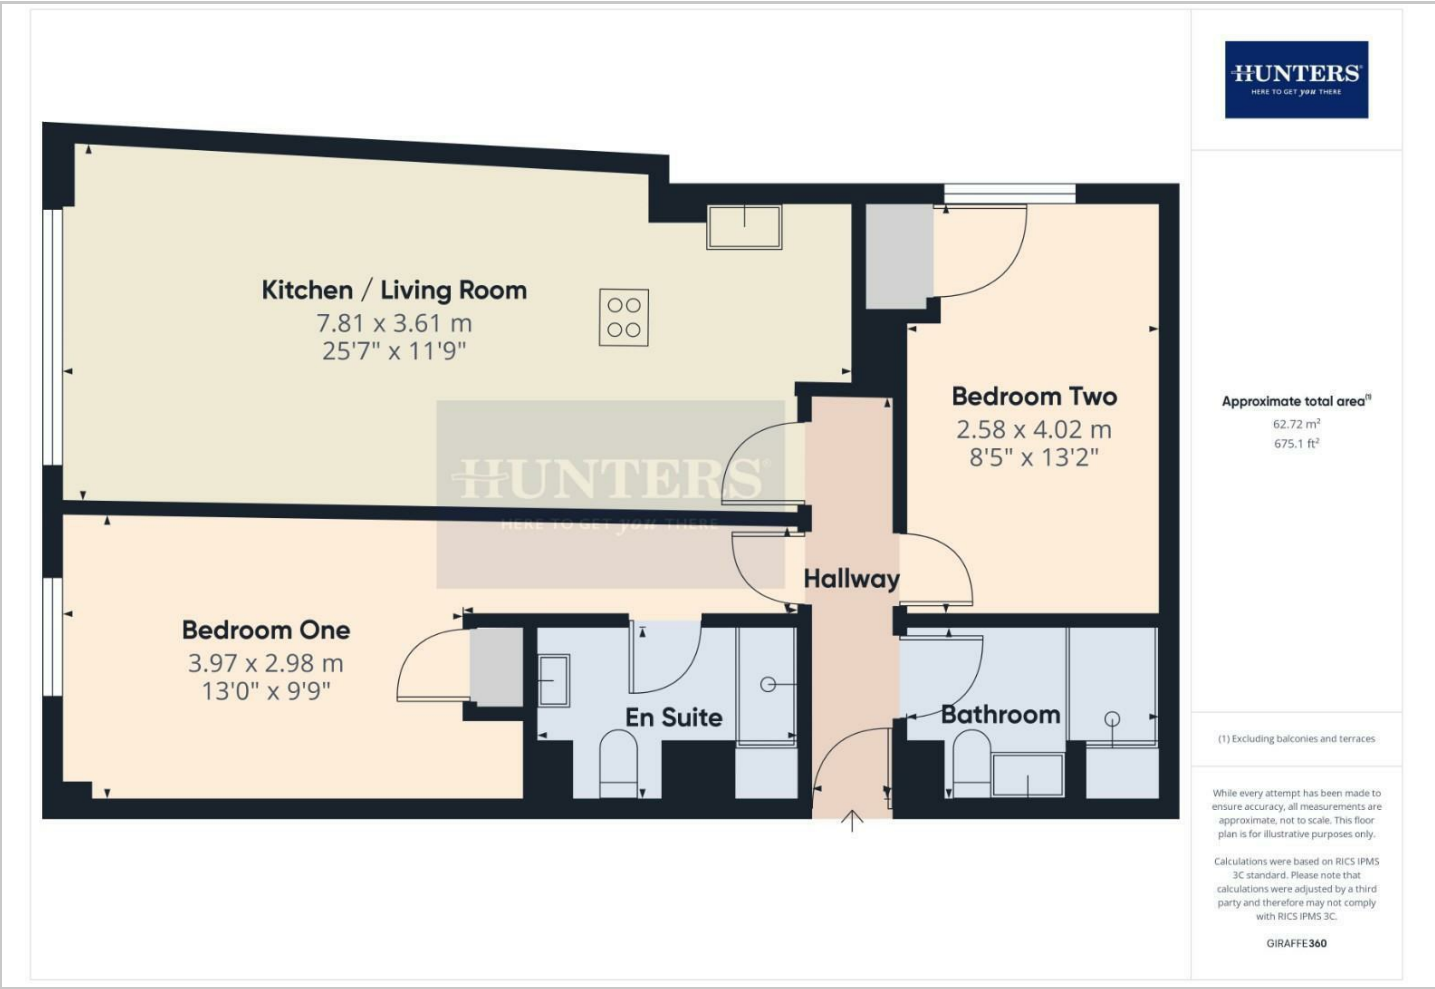 HUNTERS®
HERE TO GET you THERE
Kitchen / Living Room
7.81 x 3.61 m
25'7" x 11'9"
Bedroom Two
2.58 x 4.02 m
8'5" x 13'2"
HUNTERS®
HERE TO GET you THERE
Hallway
Bedroom One
3.97 x 2.98 m
13'0" x 9'9"
En Suite
Bathroom
Approximate total area⁽¹⁾
62.72 m²
675.1 ft²
(1) Excluding balconies and terraces
While every attempt has been made to
ensure accuracy, all measurements are
approximate, not to scale. This floor
plan is for illustrative purposes only.
Calculations were based on RICS IPMS
3C standard. Please note that
calculations were adjusted by a third
party and therefore may not comply
with RICS IPMS 3C.
GIRAFFE360